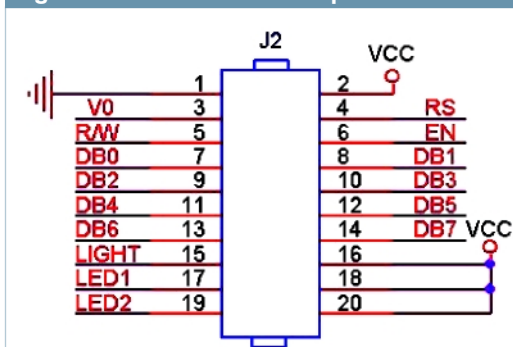 J2
VCC
1 2
V0 3 4 RS
R/W 5 6 EN
DB0 7 8 DB1
DB2 9 10 DB3
DB4 11 12 DB5
DB6 13 14 DB7 VCC
LIGHT 15 16
LED1 17 18
LED2 19 20